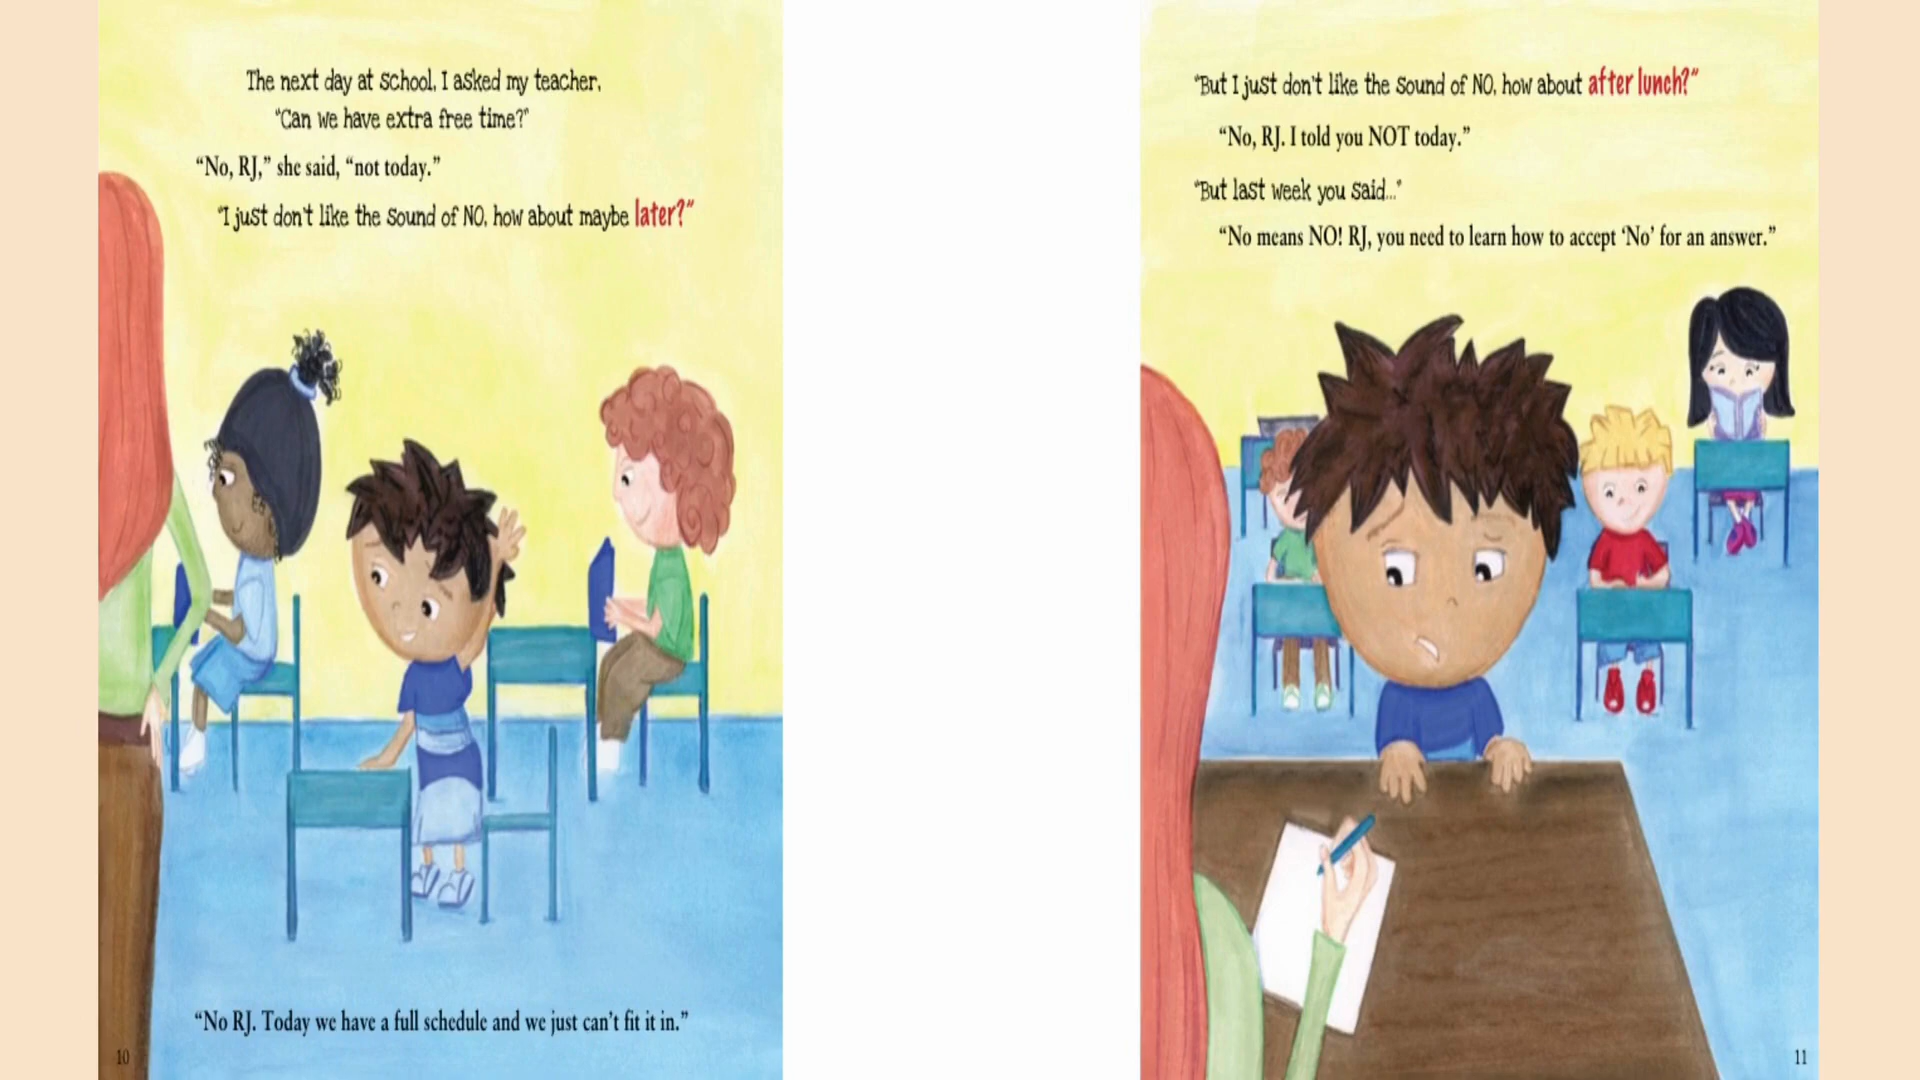 The next day at school, I asked my teacher,
"Can we have extra free time?"
“No, RJ,” she said, “not today.”
"I just don't like the sound of NO, how about maybe later?"
“No RJ. Today we have a full schedule and we just can’t fit it in.”
10
"But I just don't like the sound of NO, how about after lunch?"
“No, RJ. I told you NOT today.”
"But last week you said..."
“No means NO! RJ, you need to learn how to accept ‘No’ for an answer.”
11